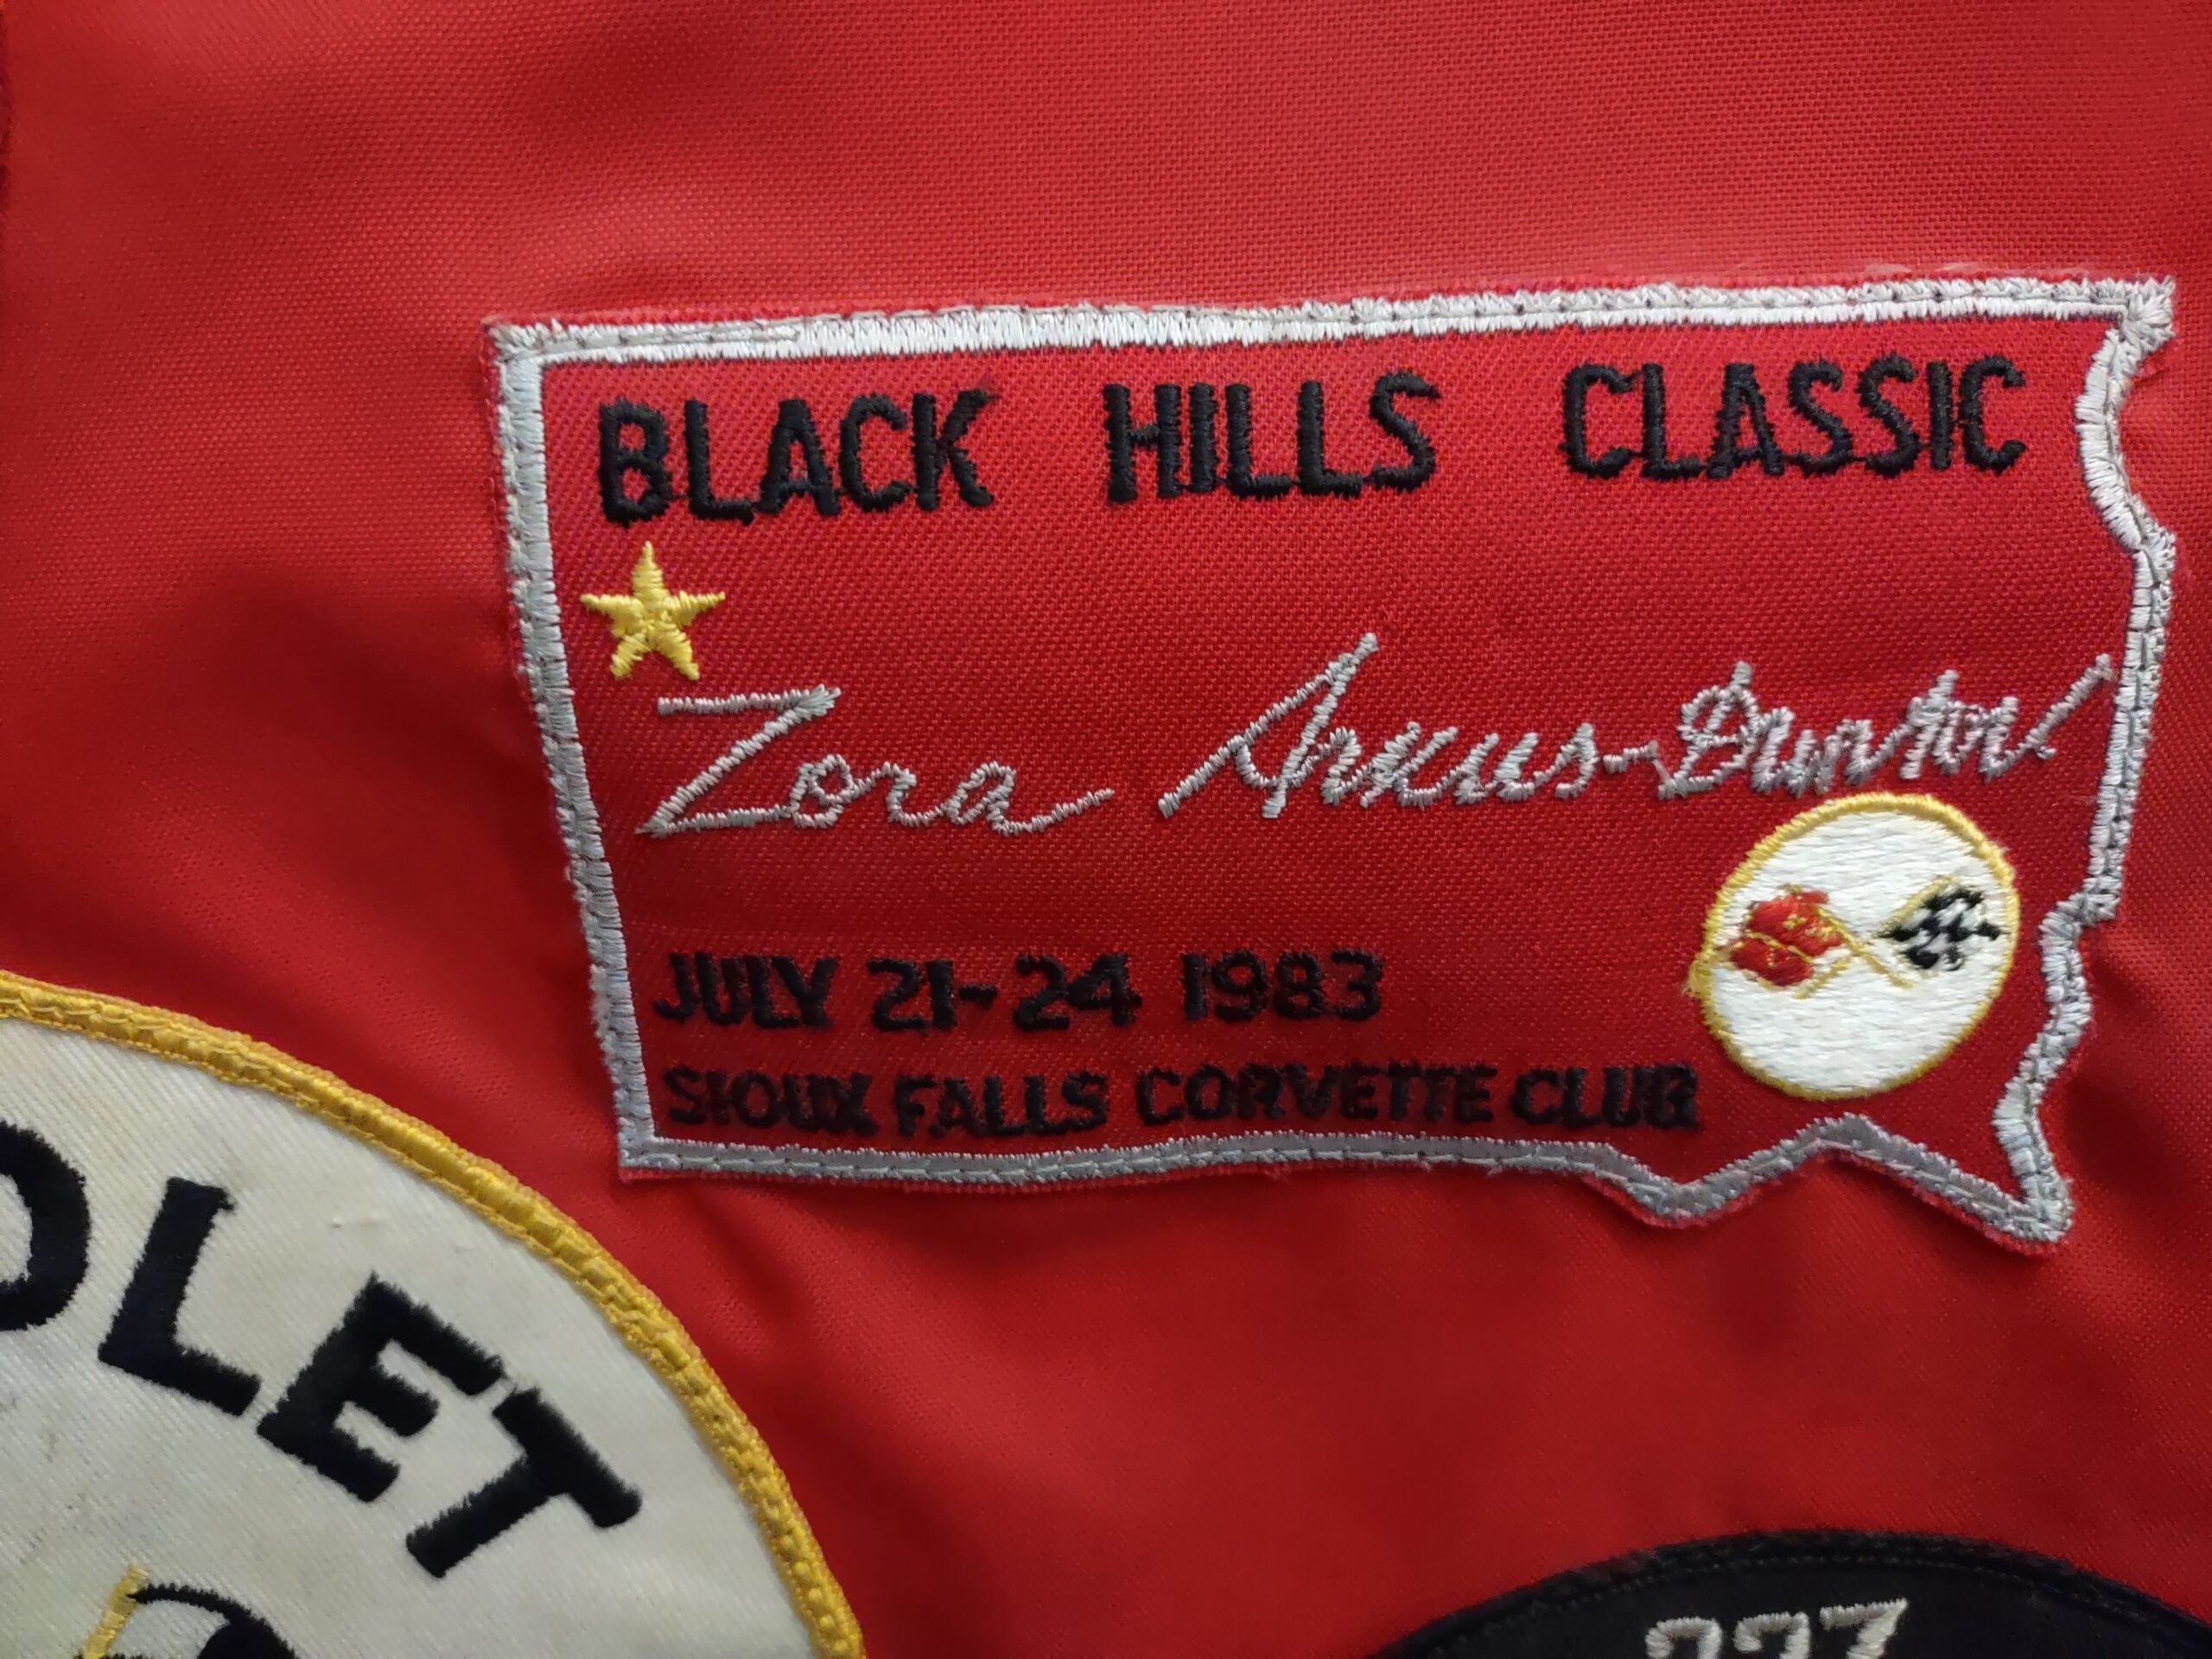 BLACK HILLS CLASSIC
Zora Arkus-Duntov
JULY 21-24 1983
SIOUX FALLS CORVETTE CLUB
OLET